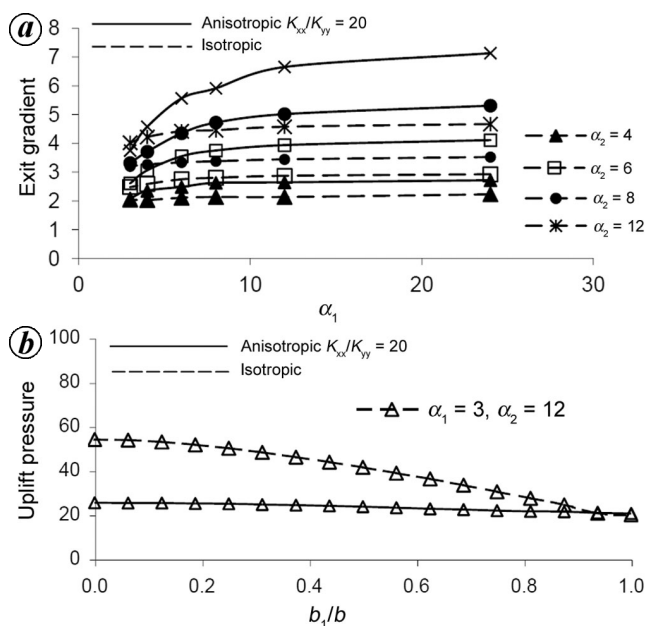 a
Anisotropic Kxx/Kyy = 20
Isotropic
8
7
6
5
4
3
2
1
0
Exit gradient
0 10 20 30
α1
α2 = 4
α2 = 6
α2 = 8
α2 = 12
b
Anisotropic Kxx/Kyy = 20
Isotropic
α1 = 3, α2 = 12
100
80
60
40
20
0
Uplift pressure
0.0 0.2 0.4 0.6 0.8 1.0
b1/b